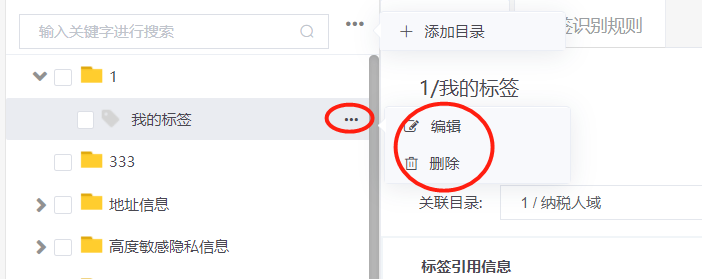 输入关键字进行搜索
添加目录
签识别规则
1
1/我的标签
我的标签
编辑
删除
333
关联目录: 1 / 纳税人域
地址信息
高度敏感隐私信息
标签引用信息